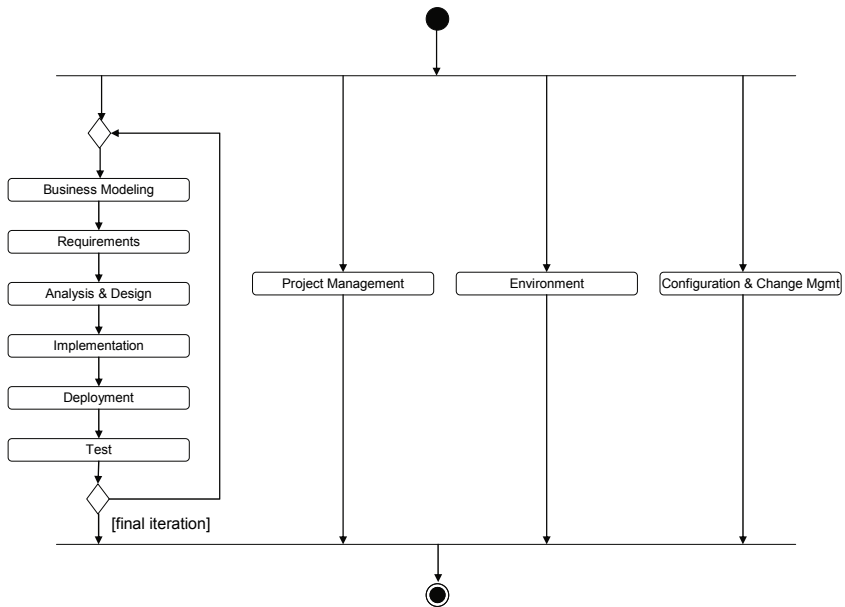 Business Modeling
Requirements
Analysis & Design
Implementation
Deployment
Test
[final iteration]
Project Management
Environment
Configuration & Change Mgmt